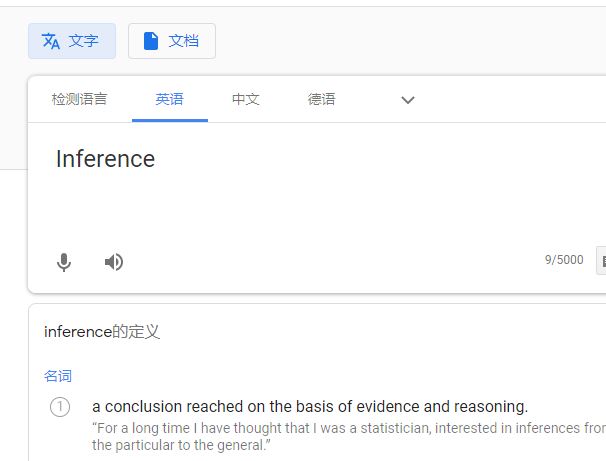 文字 文档
检测语言 英语 中文 德语
Inference
9/5000
inference的定义
名词
1 a conclusion reached on the basis of evidence and reasoning.
“For a long time I have thought that I was a statistician, interested in inferences from
the particular to the general.”